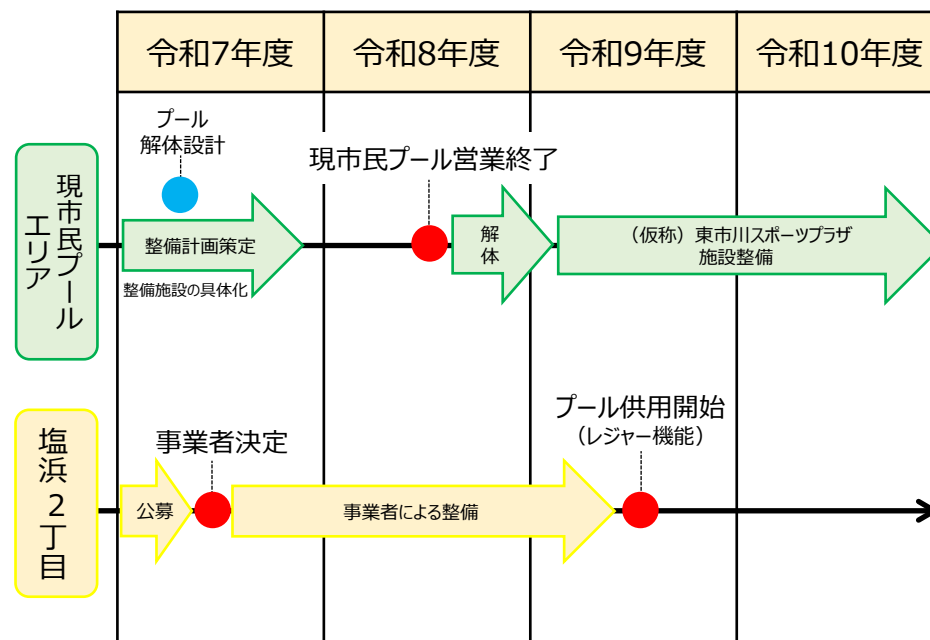 令和7年度
令和8年度
令和9年度
令和10年度
現市民プール
エリア
プール
解体設計
整備計画策定
整備施設の具体化
現市民プール営業終了
解
体
（仮称）東市川スポーツプラザ
施設整備
塩浜２丁目
公募
事業者決定
事業者による整備
プール供用開始
（レジャー機能）